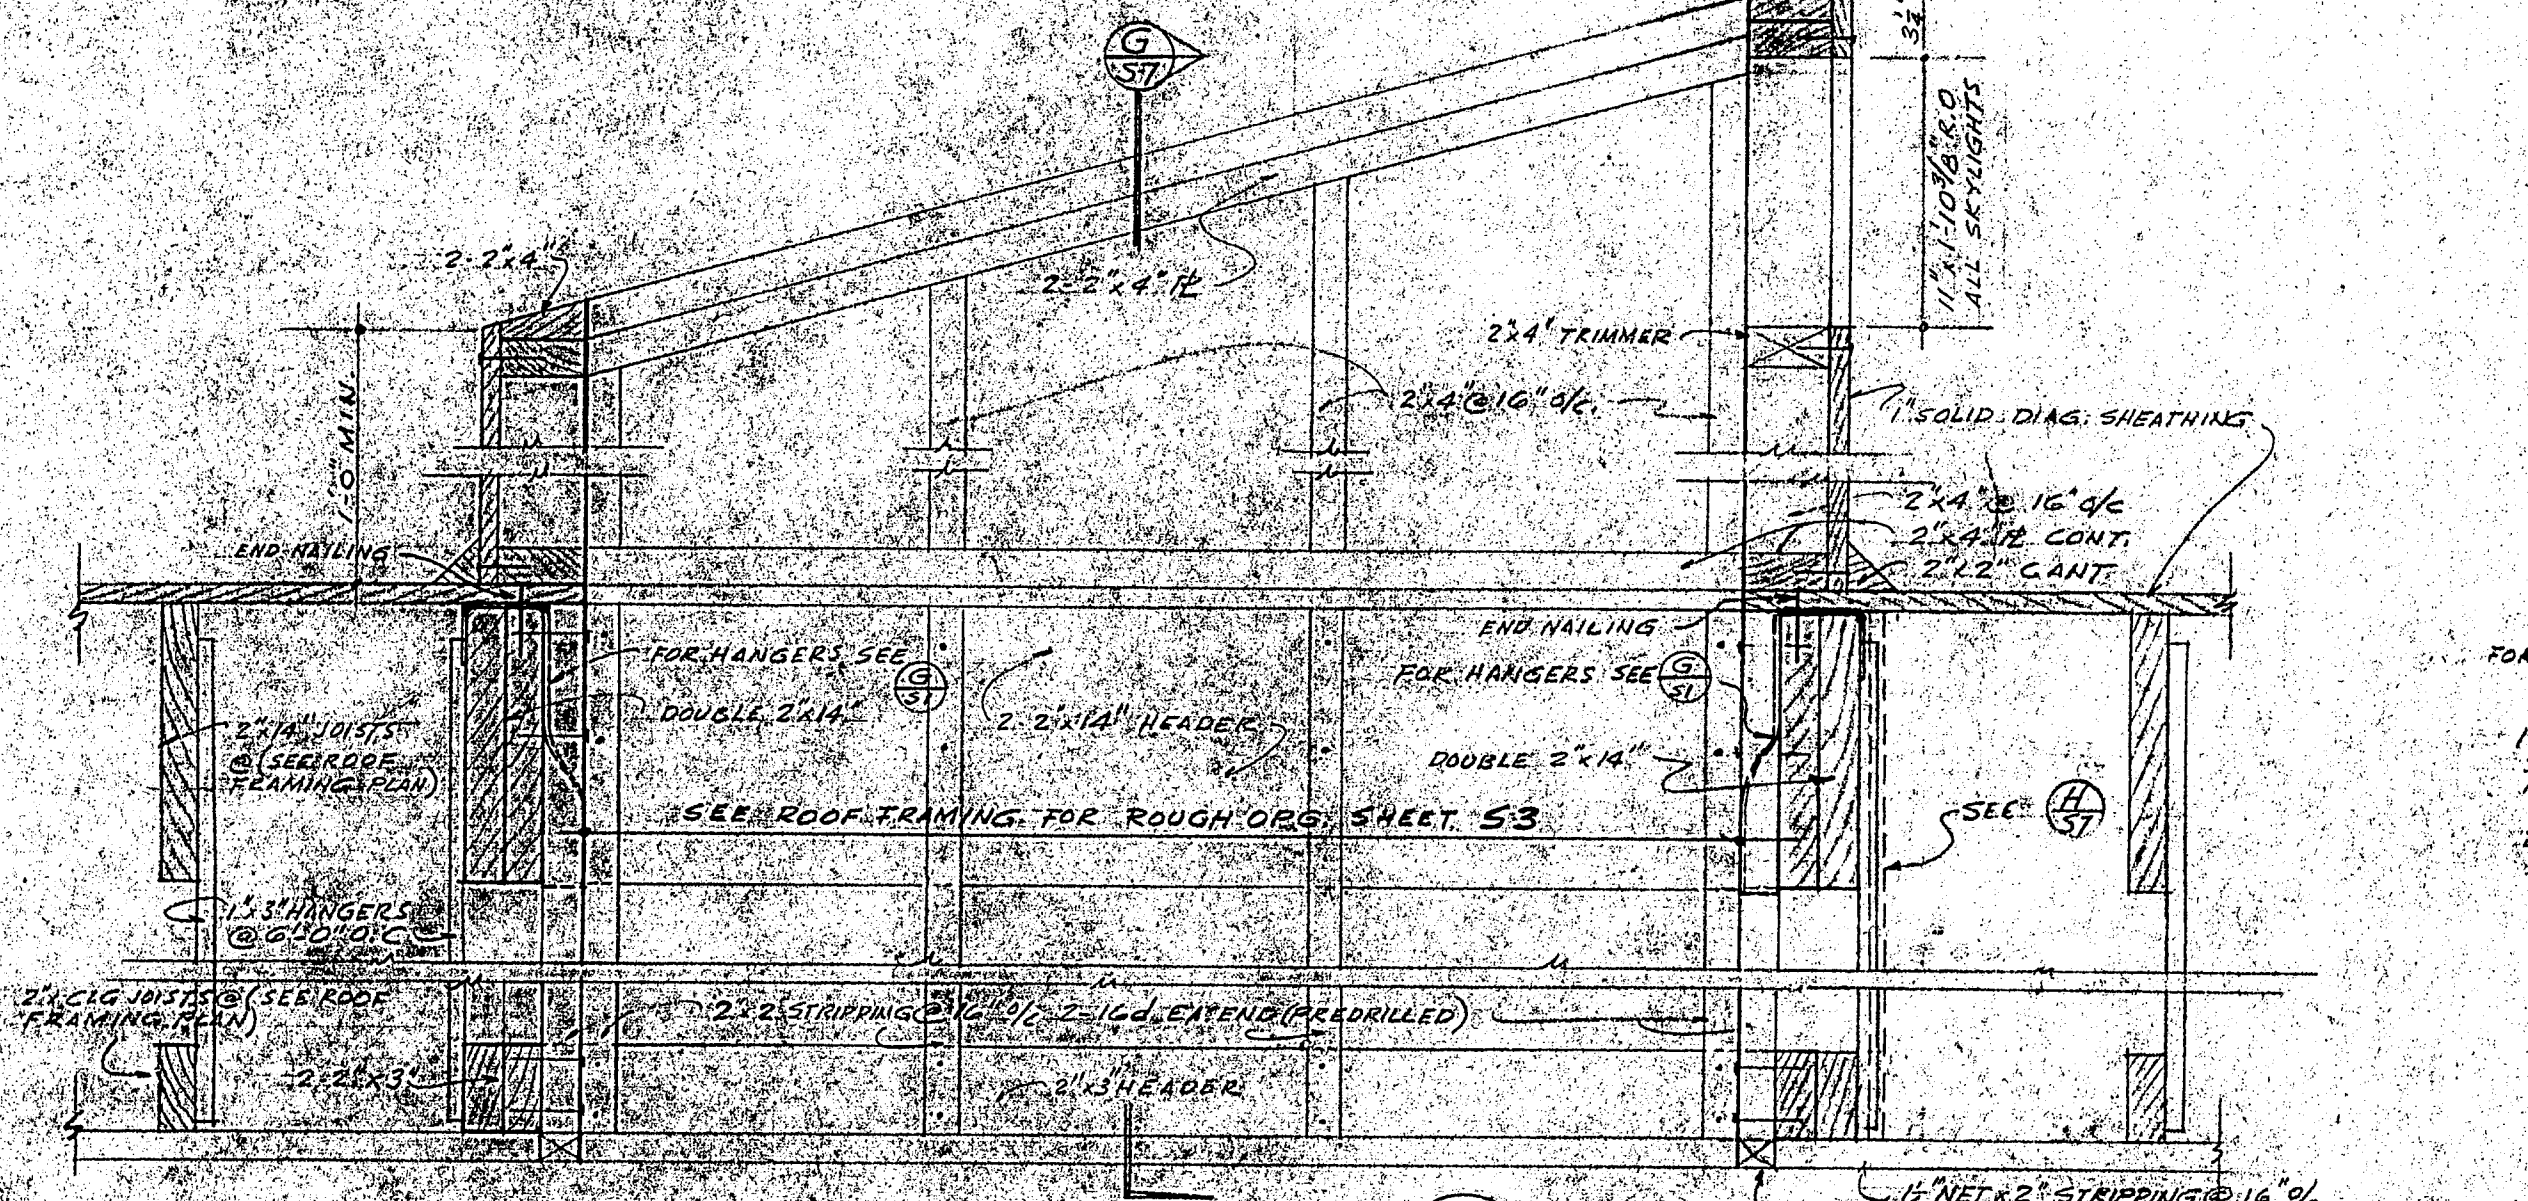 G
S7
3¼"
11" x 1'-10⅜" R.O
ALL SKYLIGHTS
2-2"x4"
2-2"x4" ℄
2"x4" TRIMMER
1'-0" MIN
2"x4"@16" o/c.
1" SOLID DIAG. SHEATHING
2"x4"@ 16" o/c
2"x4" ℄ CONT.
2"x2" CANT
END NAILING
END NAILING
FOR HANGERS SEE
G
S1
FOR HANGERS SEE
G
S1
FOR
DOUBLE 2"x14"
2-2"x14" HEADER
2"x14" JOISTS
@ (SEE ROOF
FRAMING PLAN)
DOUBLE 2"x14"
SEE ROOF FRAMING FOR ROUGH OPG. SHEET S3
SEE
H
S7
1"x3" HANGERS
@ 6'-0" O.C
2"x CLG JOISTS @ (SEE ROOF
FRAMING PLAN)
2"x2" STRIPPING @ 16" o/c 2-16d EA. END (PREDRILLED)
2-2"x3"
2"x3" HEADER
1½" NET x 2" STRIPPING @ 16" o/